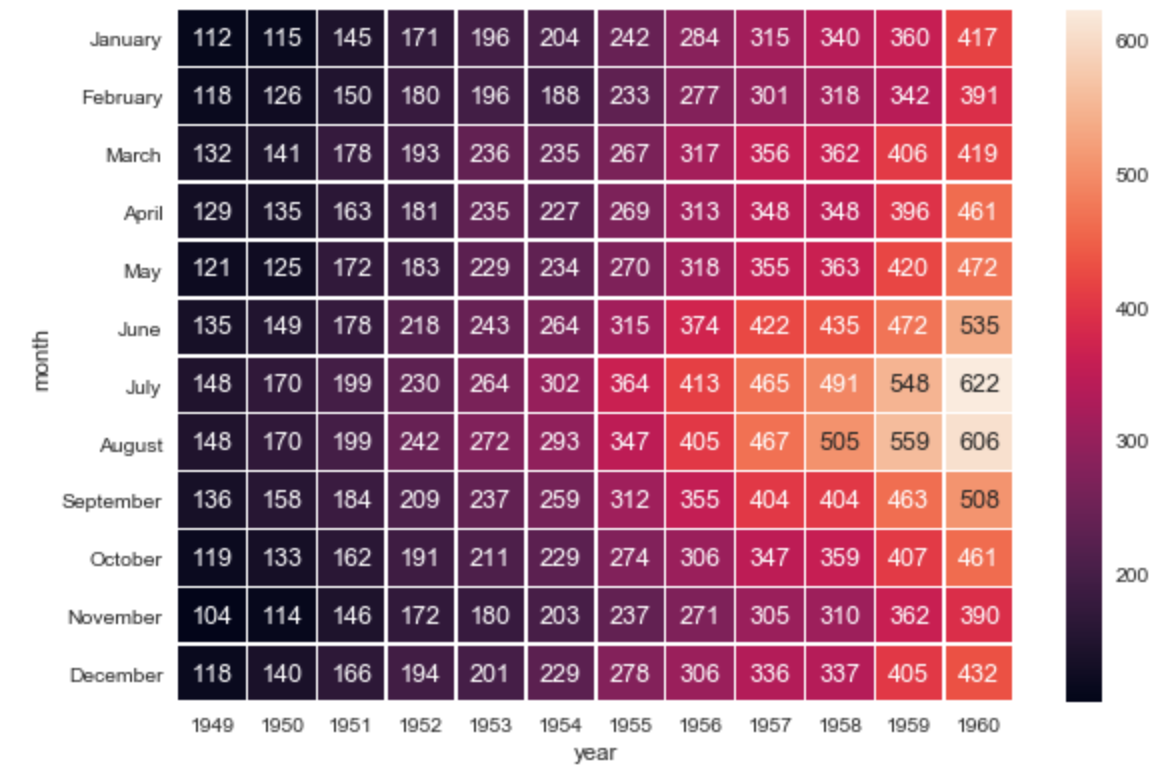 January 112 115 145 171 196 204 242 284 315 340 360 417
600
February 118 126 150 180 196 188 233 277 301 318 342 391
March 132 141 178 193 236 235 267 317 356 362 406 419
500
April 129 135 163 181 235 227 269 313 348 348 396 461
May 121 125 172 183 229 234 270 318 355 363 420 472
400
June 135 149 178 218 243 264 315 374 422 435 472 535
month
July 148 170 199 230 264 302 364 413 465 491 548 622
August 148 170 199 242 272 293 347 405 467 505 559 606
300
September 136 158 184 209 237 259 312 355 404 404 463 508
October 119 133 162 191 211 229 274 306 347 359 407 461
200
November 104 114 146 172 180 203 237 271 305 310 362 390
December 118 140 166 194 201 229 278 306 336 337 405 432
1949 1950 1951 1952 1953 1954 1955 1956 1957 1958 1959 1960
year